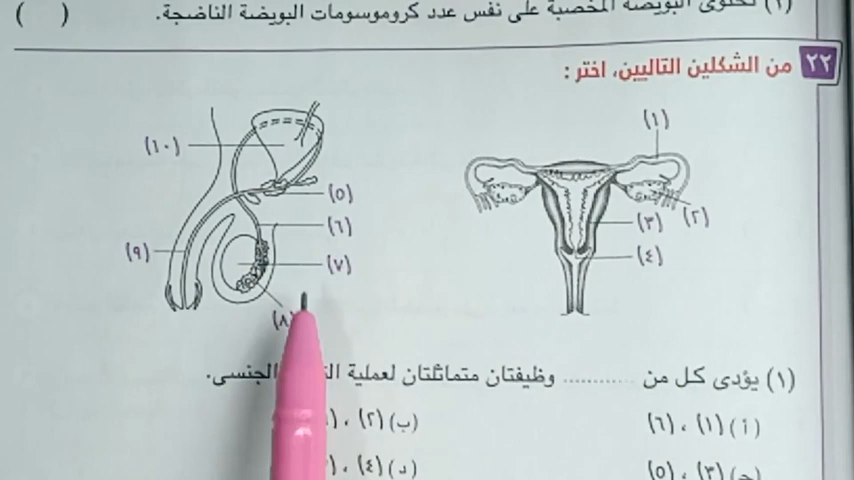 (٢) تحتوى البويضة المخصبة على نفس عدد كروموسومات البويضة الناضجة. ( )
٢٢ من الشكلين التاليين، اختر :
(١)
(٢)
(٣)
(٤)
(١٠)
(٥)
(٦)
(٩)
(٧)
(٨)
(١) يؤدى كل من ............ وظيفتان متماثلتان لعملية الجنسى.
(أ) (١) ، (٦)
(ب) (٢) ،
(جـ) (٣) ، (٥)
(د) (٤) ،